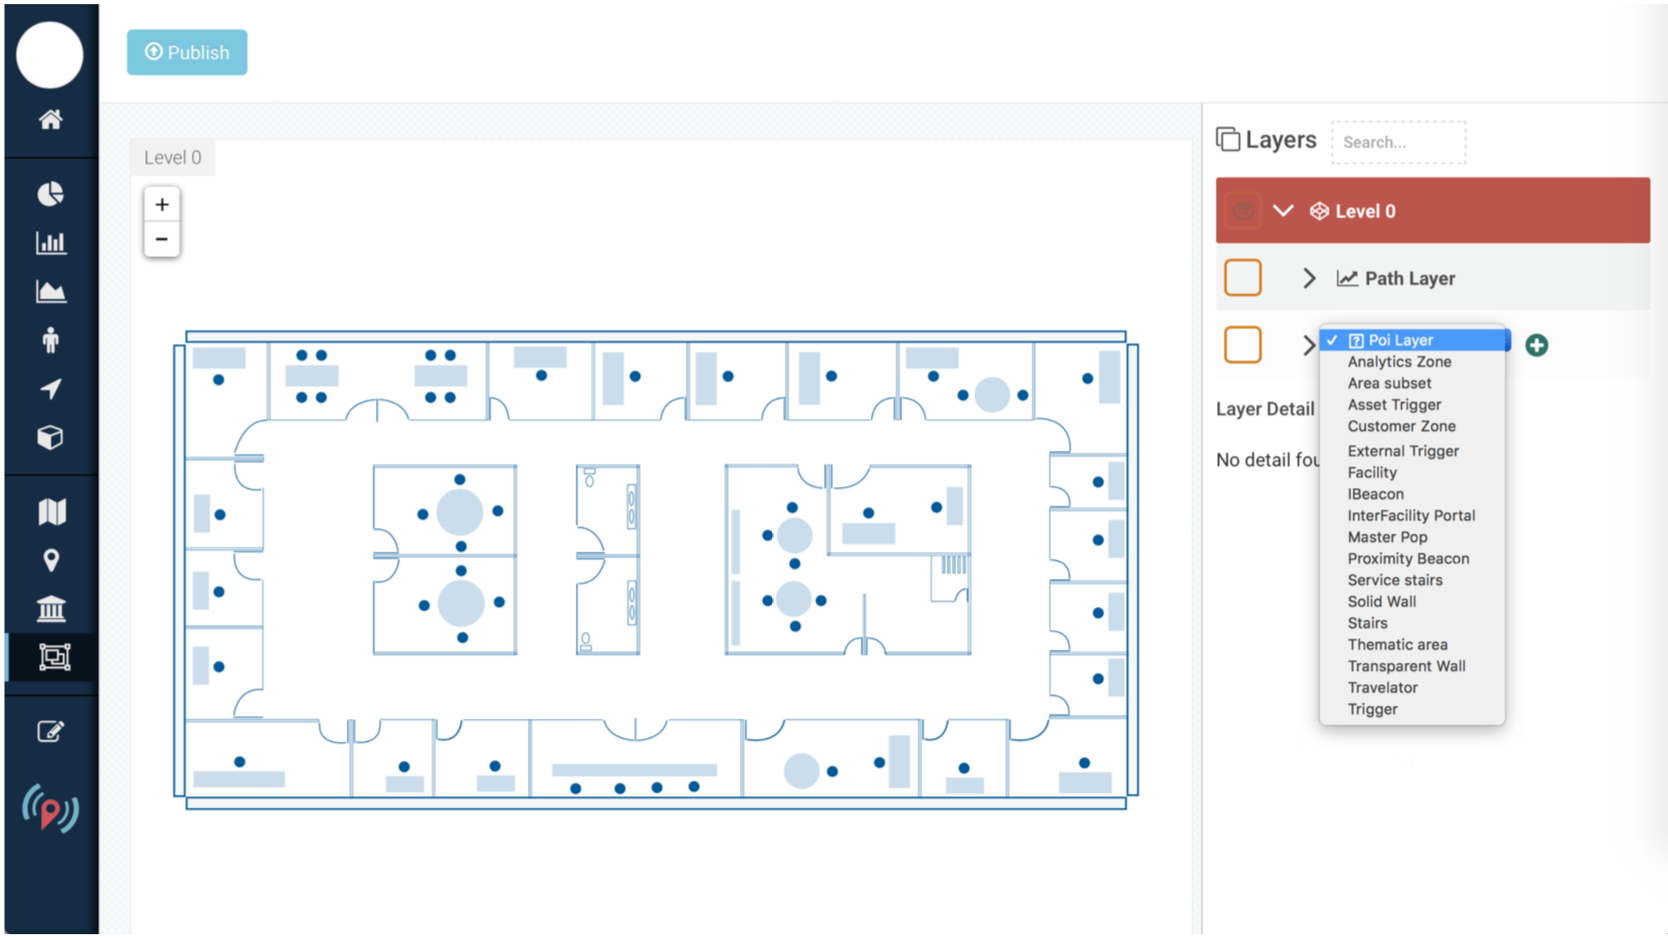 Publish
Level 0
+
−
Layers
Search...
Level 0
Path Layer
✓ Poi Layer
Analytics Zone
Area subset
Asset Trigger
Customer Zone
External Trigger
Facility
IBeacon
InterFacility Portal
Master Pop
Proximity Beacon
Service stairs
Solid Wall
Stairs
Thematic area
Transparent Wall
Travelator
Trigger
Layer Detail
No detail fou